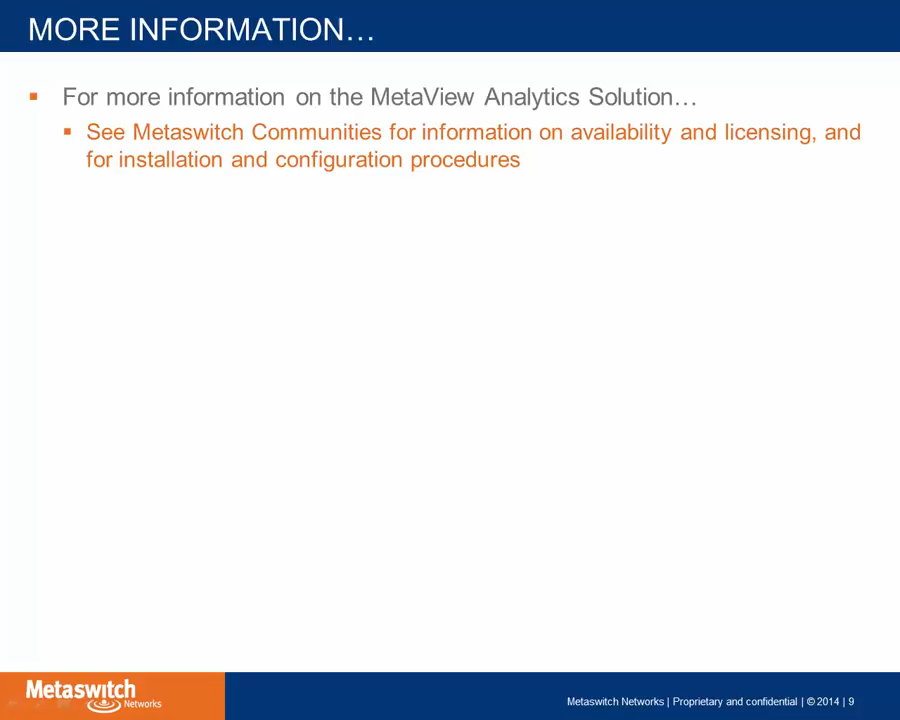 MORE INFORMATION…
▪ For more information on the MetaView Analytics Solution…
▪ See Metaswitch Communities for information on availability and licensing, and
for installation and configuration procedures
Metaswitch
Networks
Metaswitch Networks | Proprietary and confidential | © 2014 | 9